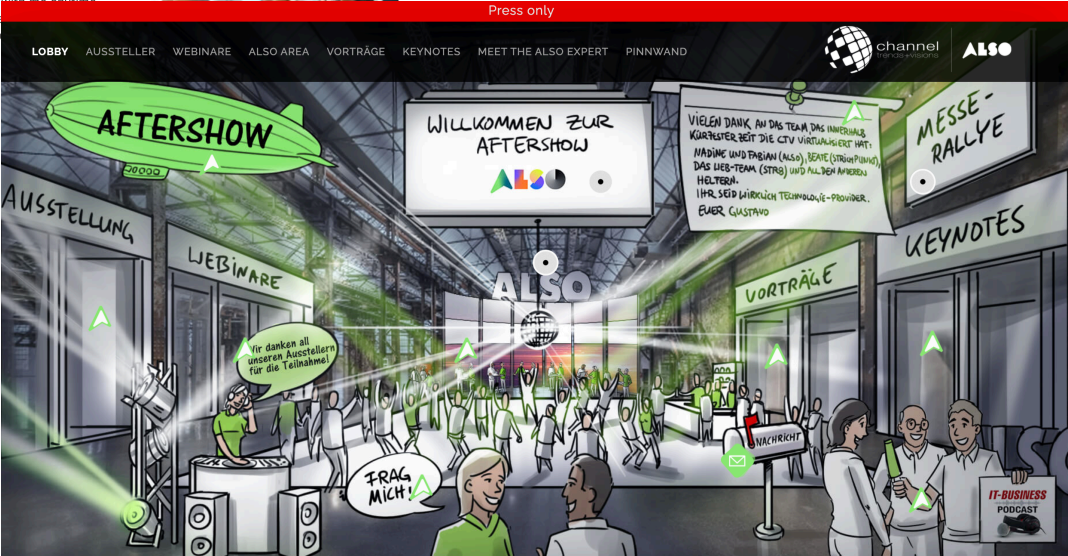 Press only
LOBBY AUSSTELLER WEBINARE ALSO AREA VORTRÄGE KEYNOTES MEET THE ALSO EXPERT PINNWAND
channel
trends+visions
ALSO
AFTERSHOW
WILLKOMMEN ZUR
AFTERSHOW
ALSO
VIELEN DANK AN DAS TEAM, DAS INNERHALB
KÜRZESTER ZEIT DIE CTV VIRTUALISIERT HAT:
NADINE UND FABIAN (ALSO), BEATE (STRICHPUNKT),
DAS WEB-TEAM (STR8) UND ALL DEN ANDEREN
HELFERN.
IHR SEID WIRKLICH TECHNOLOGIE-PROVIDER.
EUER GUSTAVO
MESSE-
RALLYE
AUSSTELLUNG
WEBINARE
ALSO
VORTRÄGE
KEYNOTES
Wir danken all
unseren Ausstellern
für die Teilnahme!
FRAG
MICH!
NACHRICHT
IT-BUSINESS
PODCAST